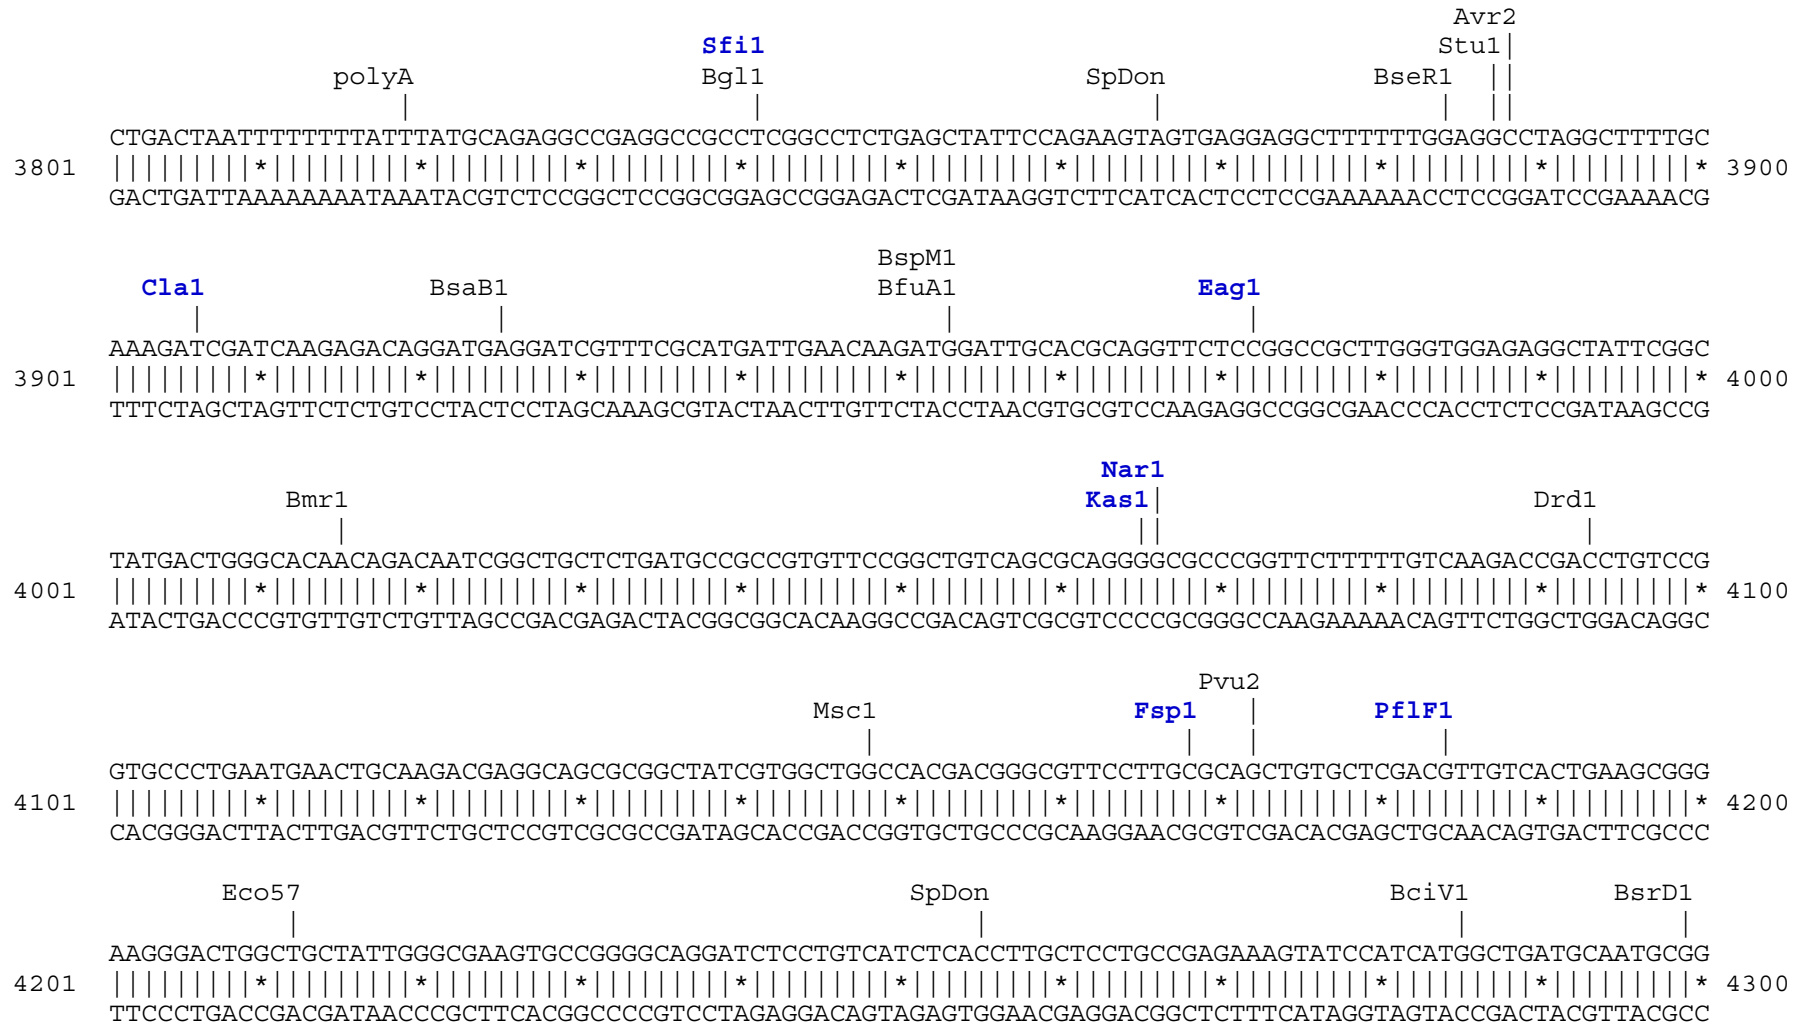 Avr2
Sfi1 Stu1|
polyA Bgl1 SpDon BseR1 ||
| | | | ||
CTGACTAATTTTTTTTATTTATGCAGAGGCCGAGGCCGCCTCGGCCTCTGAGCTATTCCAGAAGTAGTGAGGAGGCTTTTTTGGAGGCCTAGGCTTTTGC
3801 |||||||||*|||||||||*|||||||||*|||||||||*|||||||||*|||||||||*|||||||||*|||||||||*|||||||||*|||||||||* 3900
GACTGATTAAAAAAAATAAATACGTCTCCGGCTCCGGCGGAGCCGGAGACTCGATAAGGTCTTCATCACTCCTCCGAAAAAACCTCCGGATCCGAAAACG
BspM1
Cla1 BsaB1 BfuA1 Eag1
| | | |
AAAGATCGATCAAGAGACAGGATGAGGATCGTTTCGCATGATTGAACAAGATGGATTGCACGCAGGTTCTCCGGCCGCTTGGGTGGAGAGGCTATTCGGC
3901 |||||||||*|||||||||*|||||||||*|||||||||*|||||||||*|||||||||*|||||||||*|||||||||*|||||||||*|||||||||* 4000
TTTCTAGCTAGTTCTCTGTCCTACTCCTAGCAAAGCGTACTAACTTGTTCTACCTAACGTGCGTCCAAGAGGCCGGCGAACCCACCTCTCCGATAAGCCG
Nar1
Bmr1 Kas1| Drd1
| || |
TATGACTGGGCACAACAGACAATCGGCTGCTCTGATGCCGCCGTGTTCCGGCTGTCAGCGCAGGGGCGCCCGGTTCTTTTTGTCAAGACCGACCTGTCCG
4001 |||||||||*|||||||||*|||||||||*|||||||||*|||||||||*|||||||||*|||||||||*|||||||||*|||||||||*|||||||||* 4100
ATACTGACCCGTGTTGTCTGTTAGCCGACGAGACTACGGCGGCACAAGGCCGACAGTCGCGTCCCCGCGGGCCAAGAAAAACAGTTCTGGCTGGACAGGC
Pvu2
Msc1 Fsp1 | PflF1
| | | |
GTGCCCTGAATGAACTGCAAGACGAGGCAGCGCGGCTATCGTGGCTGGCCACGACGGGCGTTCCTTGCGCAGCTGTGCTCGACGTTGTCACTGAAGCGGG
4101 |||||||||*|||||||||*|||||||||*|||||||||*|||||||||*|||||||||*|||||||||*|||||||||*|||||||||*|||||||||* 4200
CACGGGACTTACTTGACGTTCTGCTCCGTCGCGCCGATAGCACCGACCGGTGCTGCCCGCAAGGAACGCGTCGACACGAGCTGCAACAGTGACTTCGCCC
Eco57 SpDon BciV1 BsrD1
| | | |
AAGGGACTGGCTGCTATTGGGCGAAGTGCCGGGGCAGGATCTCCTGTCATCTCACCTTGCTCCTGCCGAGAAAGTATCCATCATGGCTGATGCAATGCGG
4201 |||||||||*|||||||||*|||||||||*|||||||||*|||||||||*|||||||||*|||||||||*|||||||||*|||||||||*|||||||||* 4300
TTCCCTGACCGACGATAACCCGCTTCACGGCCCCGTCCTAGAGGACAGTAGAGTGGAACGAGGACGGCTCTTTCATAGGTAGTACCGACTACGTTACGCC